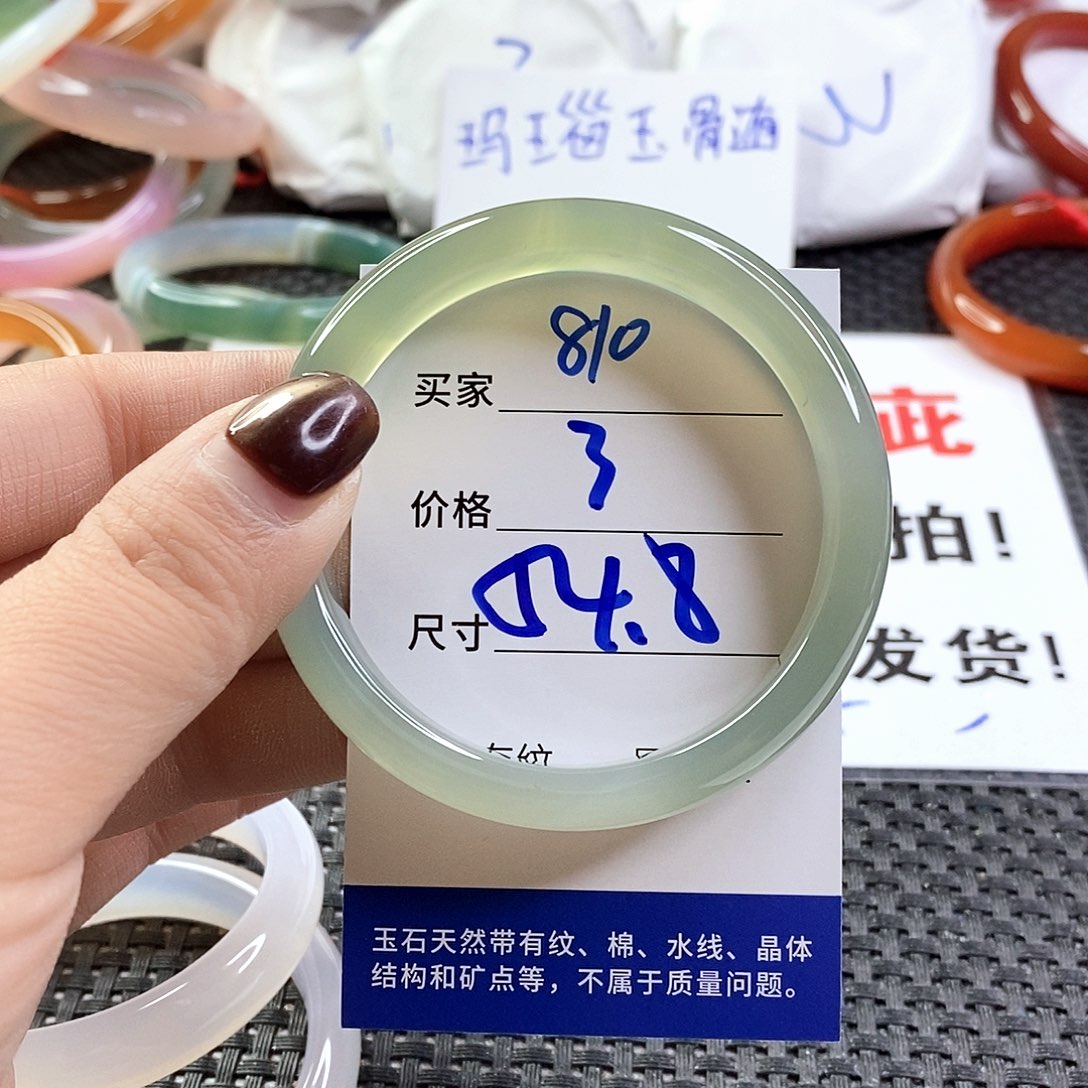 玛瑙玉骨髓
810
买家
3
价格
54.8
尺寸
疵
拍！
发货！
玉石天然带有纹、棉、水线、晶体
结构和矿点等，不属于质量问题。